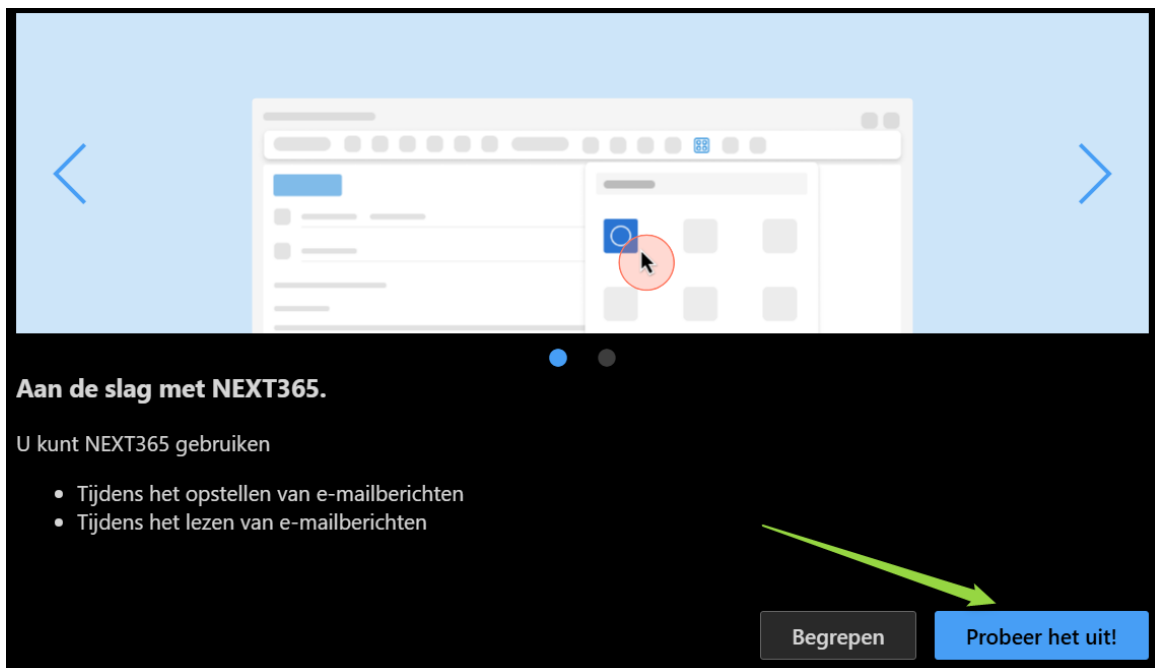 Aan de slag met NEXT365.
U kunt NEXT365 gebruiken
• Tijdens het opstellen van e-mailberichten
• Tijdens het lezen van e-mailberichten
Begrepen
Probeer het uit!